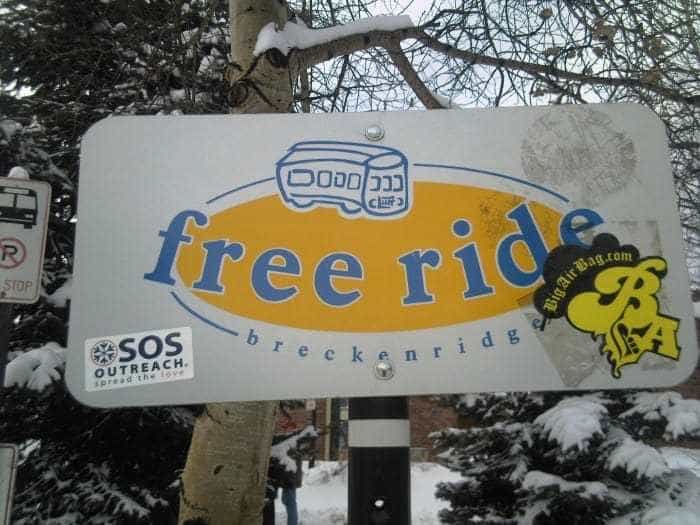 free ride
breckenridge
SOS
OUTREACH
spread the love
BigAirBag.com
BA
R
STOP